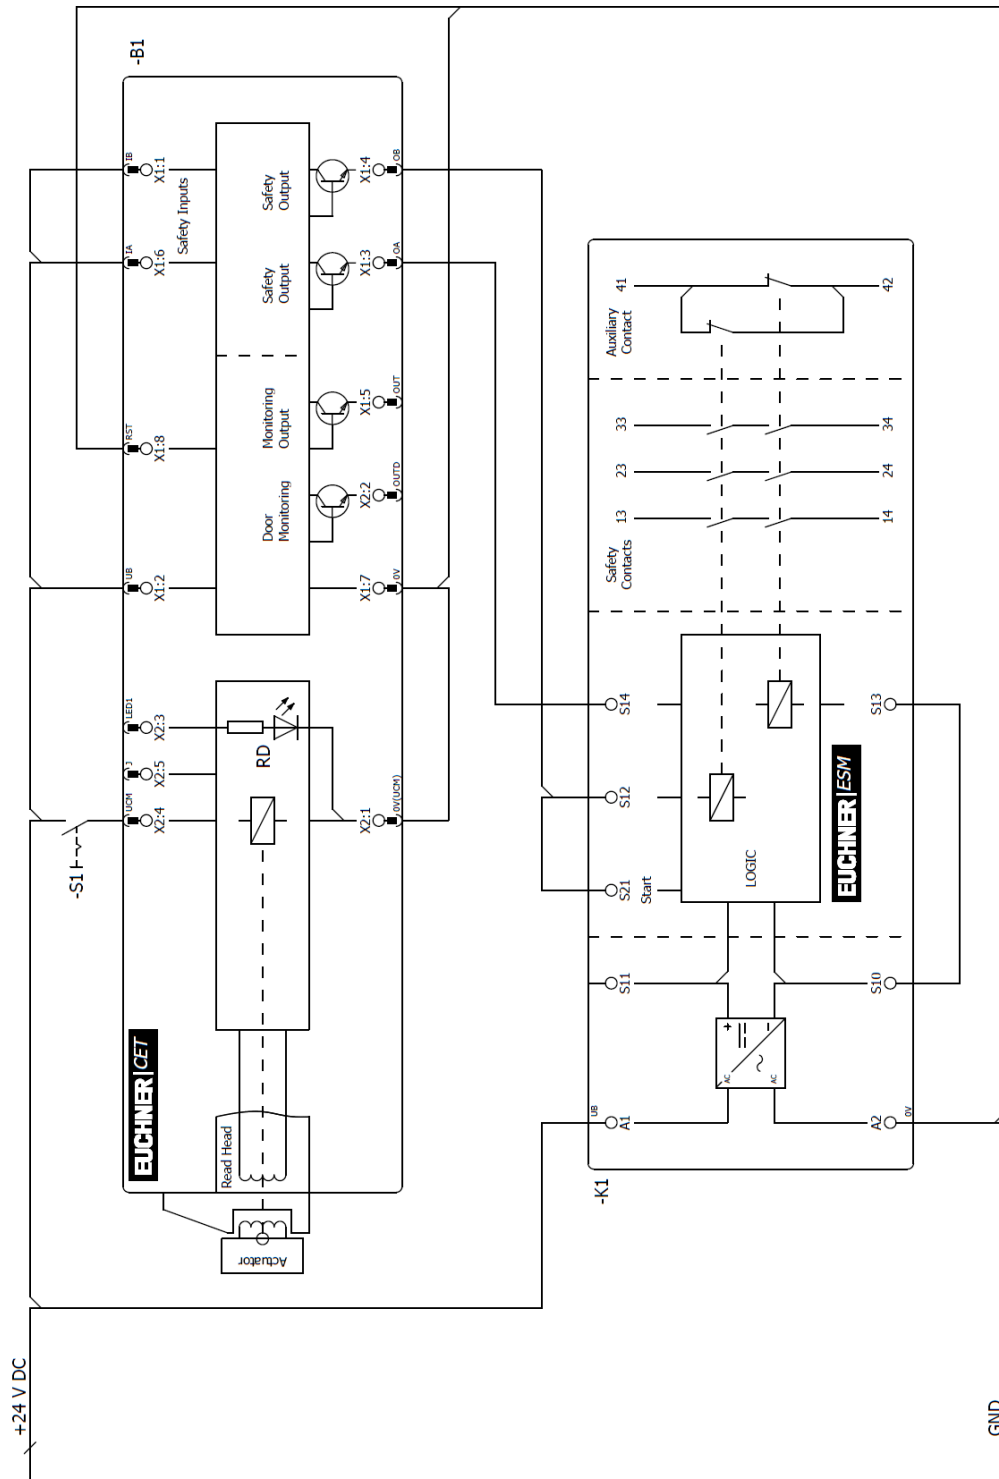 +24 V DC
GND
-B1
EUCHNER|CET
Actuator
Read Head
-S1
UCM
X2:4
J
X2:5
LED1
X2:3
UB
X1:2
RST
X1:8
IA
X1:6
IB
X1:1
Safety Inputs
RD
Door
Monitoring
Monitoring
Output
Safety
Output
Safety
Output
X2:1
0V(UCM)
X1:7
0V
X2:2
OUTD
X1:5
OUT
X1:3
OA
X1:4
OB
-K1
UB
A1
S11
S21
Start
S12
S14
AC
AC
+
-
LOGIC
EUCHNER|ESM
A2
0V
S10
S13
Safety
Contacts
13
23
33
14
24
34
Auxiliary
Contact
41
42